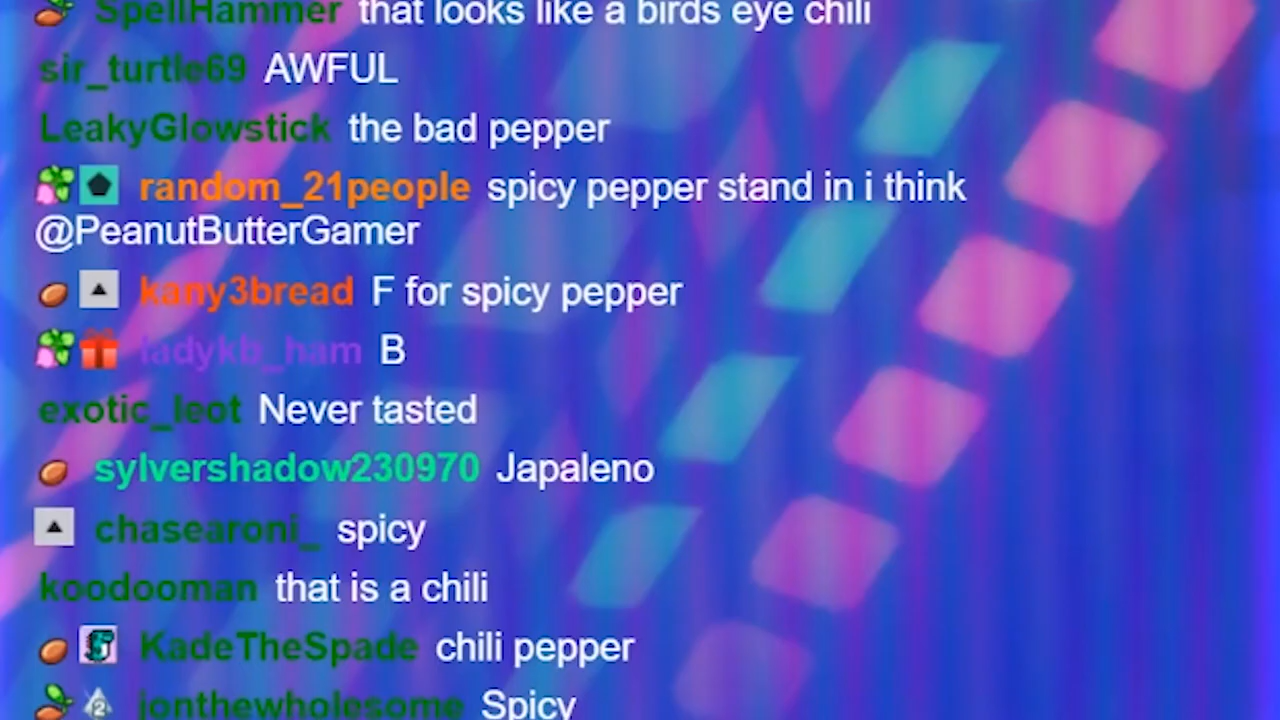 SpellHammer that looks like a birds eye chili
sir_turtle69 AWFUL
LeakyGlowstick the bad pepper
random_21people spicy pepper stand in i think
@PeanutButterGamer
kany3bread F for spicy pepper
ladykb_ham B
exotic_leot Never tasted
sylvershadow230970 Japaleno
chasearoni_ spicy
koodooman that is a chili
KadeTheSpade chili pepper
jonthewholesome Spicy